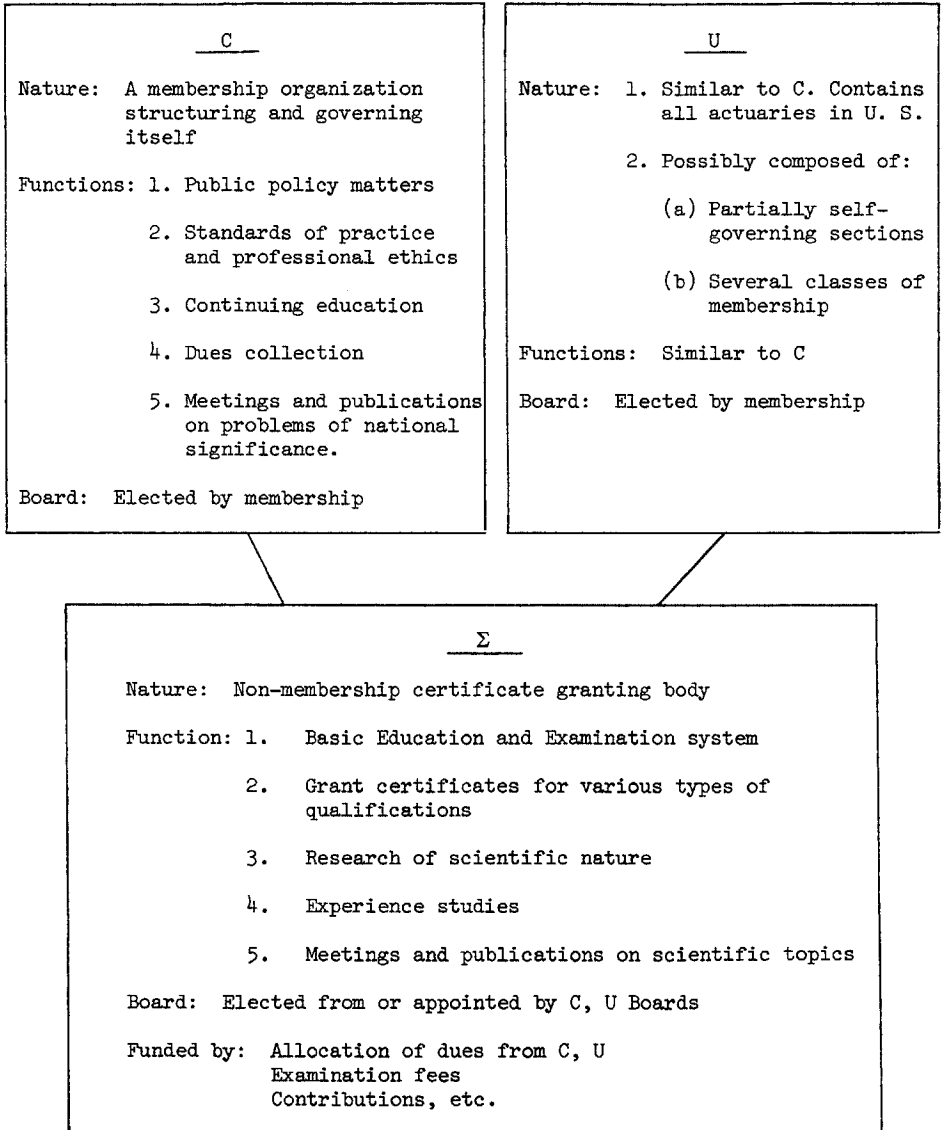 C
Nature: A membership organization
structuring and governing
itself
Functions: 1. Public policy matters
2. Standards of practice
and professional ethics
3. Continuing education
4. Dues collection
5. Meetings and publications
on problems of national
significance.
Board: Elected by membership
U
Nature: 1. Similar to C. Contains
all actuaries in U. S.
2. Possibly composed of:
(a) Partially self-
governing sections
(b) Several classes of
membership
Functions: Similar to C
Board: Elected by membership
Σ
Nature: Non-membership certificate granting body
Function: 1. Basic Education and Examination system
2. Grant certificates for various types of
qualifications
3. Research of scientific nature
4. Experience studies
5. Meetings and publications on scientific topics
Board: Elected from or appointed by C, U Boards
Funded by: Allocation of dues from C, U
Examination fees
Contributions, etc.